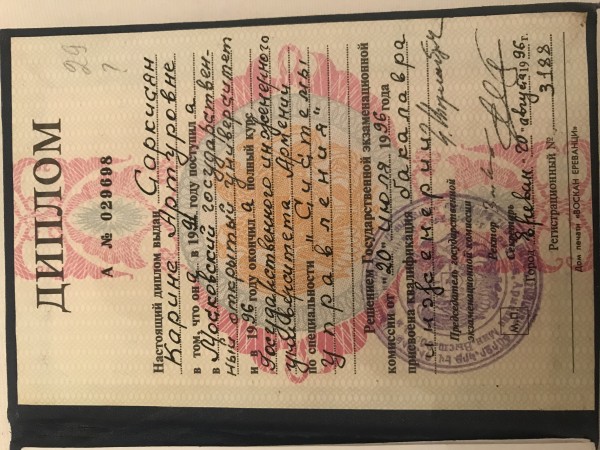 29
?
ДИПЛОМ
А № 029698
Настоящий диплом выдан Саркисян
Карине Артуровне
в том, что она в 1991 году поступила
в Московский государствен-
ный открытый университет
и в 1996 году окончила полный курс
Государственного инженерного
университета Армении
по специальности "Системы
управления"
Решением Государственной экзаменационной
комиссии от "20" июля 1996 года
присвоена квалификация бакалавра
инженерии
Председатель государственной
экзаменационной комиссии
Ректор
Секретарь
М.П.
Город Ереван 20 августа 1996 г.
Регистрационный № 3188
Дом печати «ВОСКАН ЕРЕВАНЦИ»